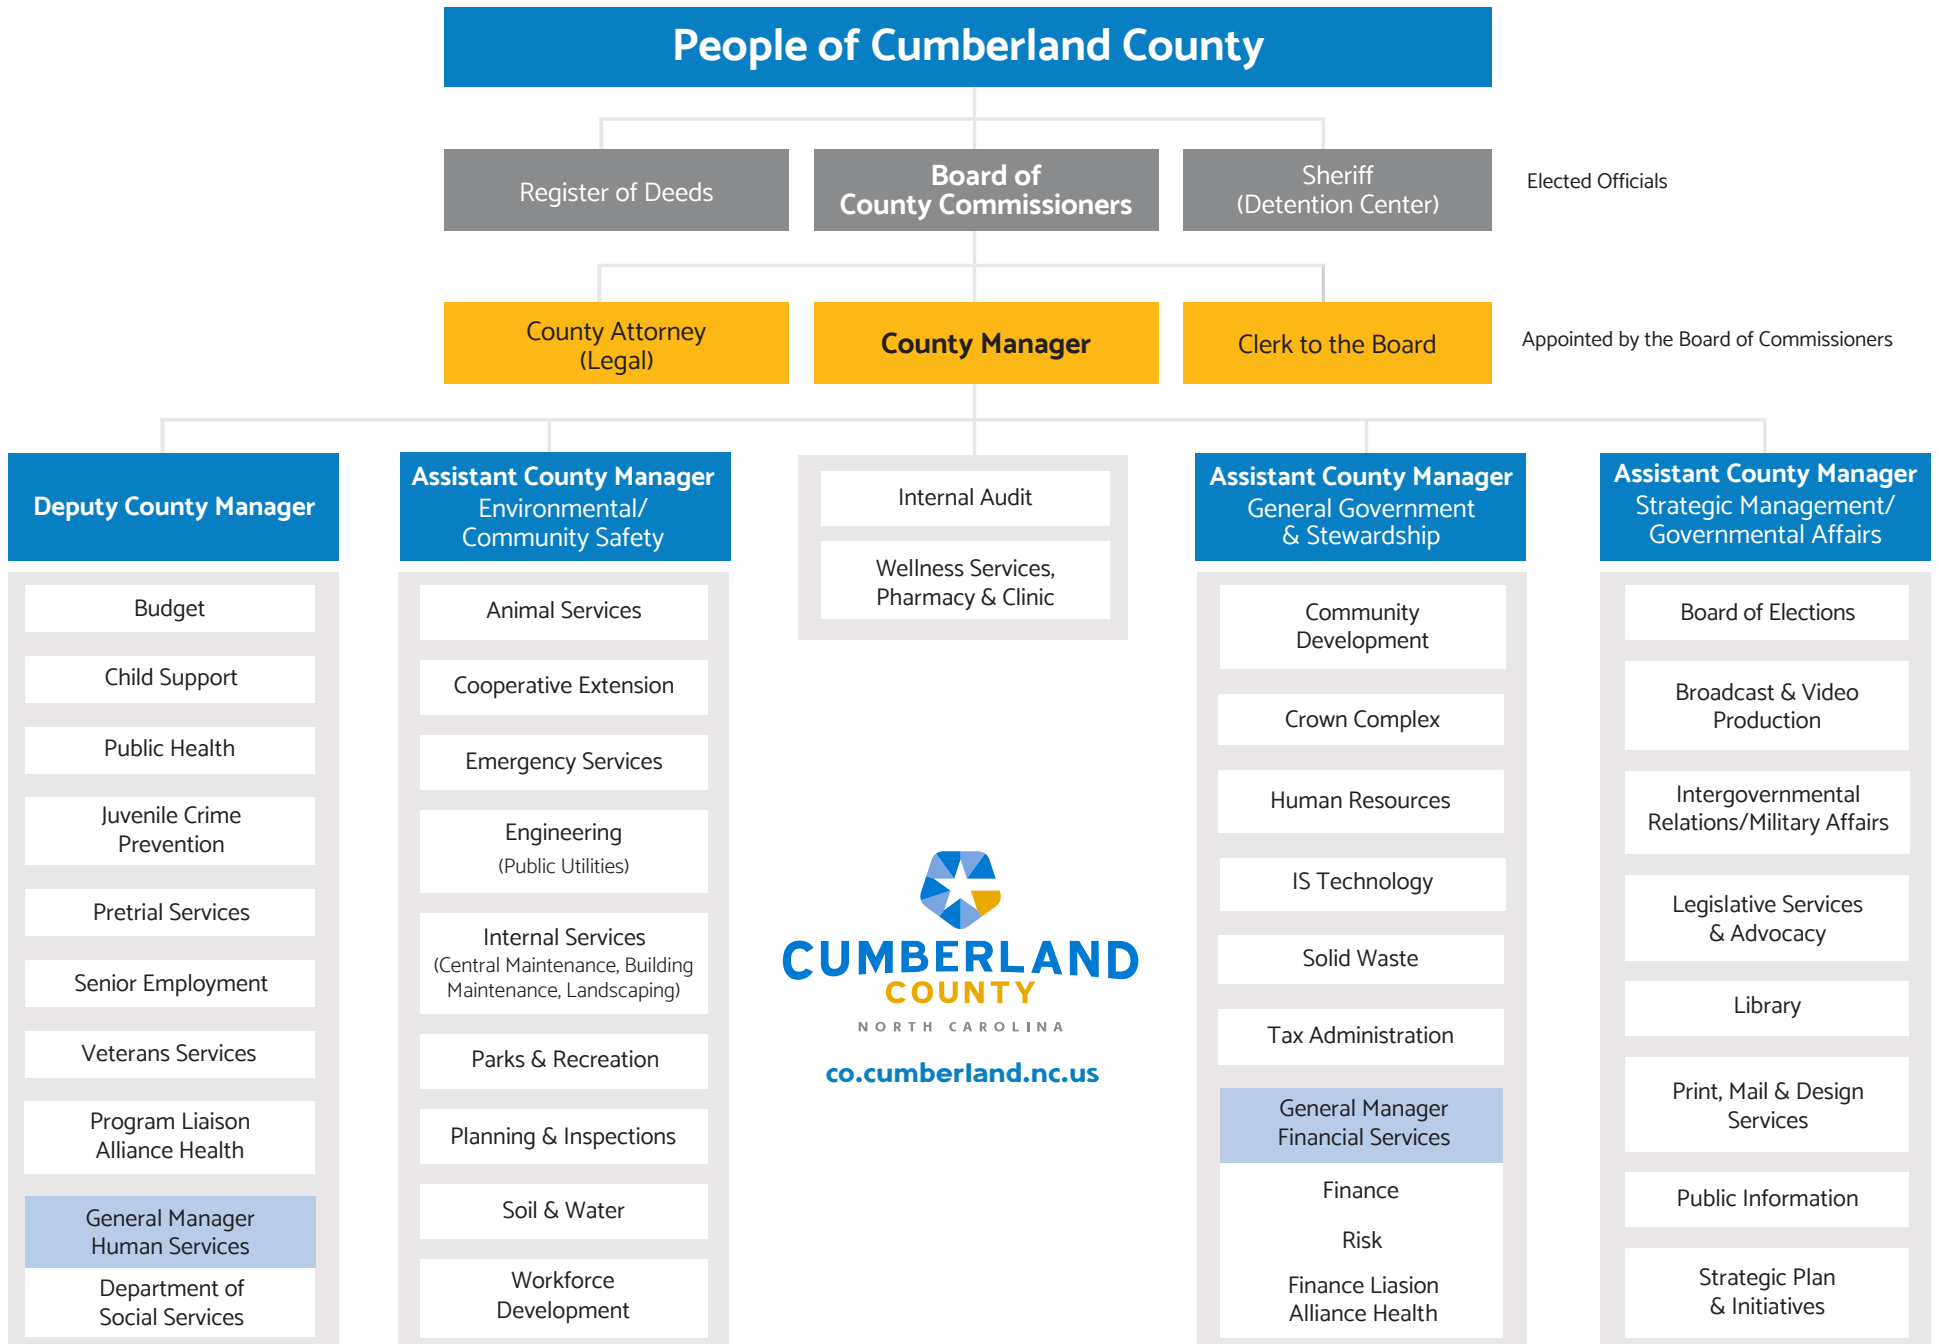 People of Cumberland County
Register of Deeds
Board of
County Commissioners
Sheriff
(Detention Center)
Elected Officials
County Attorney
(Legal)
County Manager
Clerk to the Board
Appointed by the Board of Commissioners
Deputy County Manager
Budget
Child Support
Public Health
Juvenile Crime
Prevention
Pretrial Services
Senior Employment
Veterans Services
Program Liaison
Alliance Health
General Manager
Human Services
Department of
Social Services
Assistant County Manager
Environmental/
Community Safety
Animal Services
Cooperative Extension
Emergency Services
Engineering
(Public Utilities)
Internal Services
(Central Maintenance, Building
Maintenance, Landscaping)
Parks & Recreation
Planning & Inspections
Soil & Water
Workforce
Development
Internal Audit
Wellness Services,
Pharmacy & Clinic
CUMBERLAND
COUNTY
NORTH CAROLINA
co.cumberland.nc.us
Assistant County Manager
General Government
& Stewardship
Community
Development
Crown Complex
Human Resources
IS Technology
Solid Waste
Tax Administration
General Manager
Financial Services
Finance
Risk
Finance Liasion
Alliance Health
Assistant County Manager
Strategic Management/
Governmental Affairs
Board of Elections
Broadcast & Video
Production
Intergovernmental
Relations/Military Affairs
Legislative Services
& Advocacy
Library
Print, Mail & Design
Services
Public Information
Strategic Plan
& Initiatives